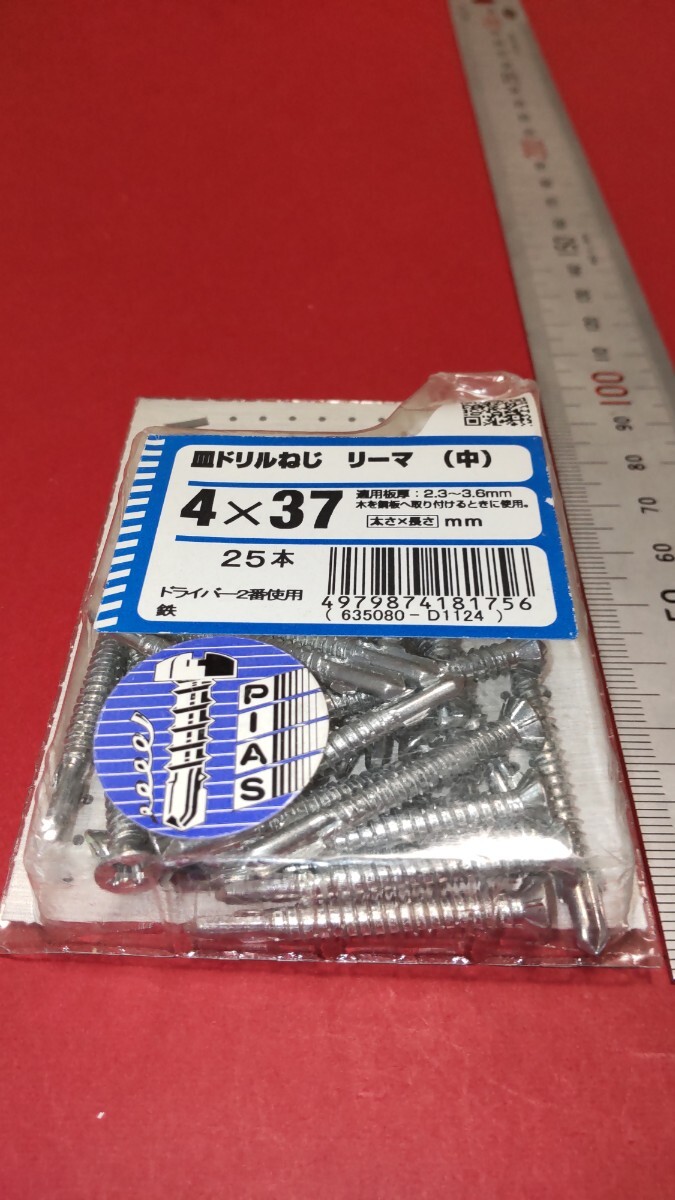 皿ドリルねじ リーマ (中)
4×37
適用板厚:2.3~3.6mm
木を鋼板へ取り付けるときに使用。
太さ×長さ mm
25本
ドライバー2番使用
鉄
4979874181756
(635080-D1124)
PIAS
150
100
90
80
70
60
50